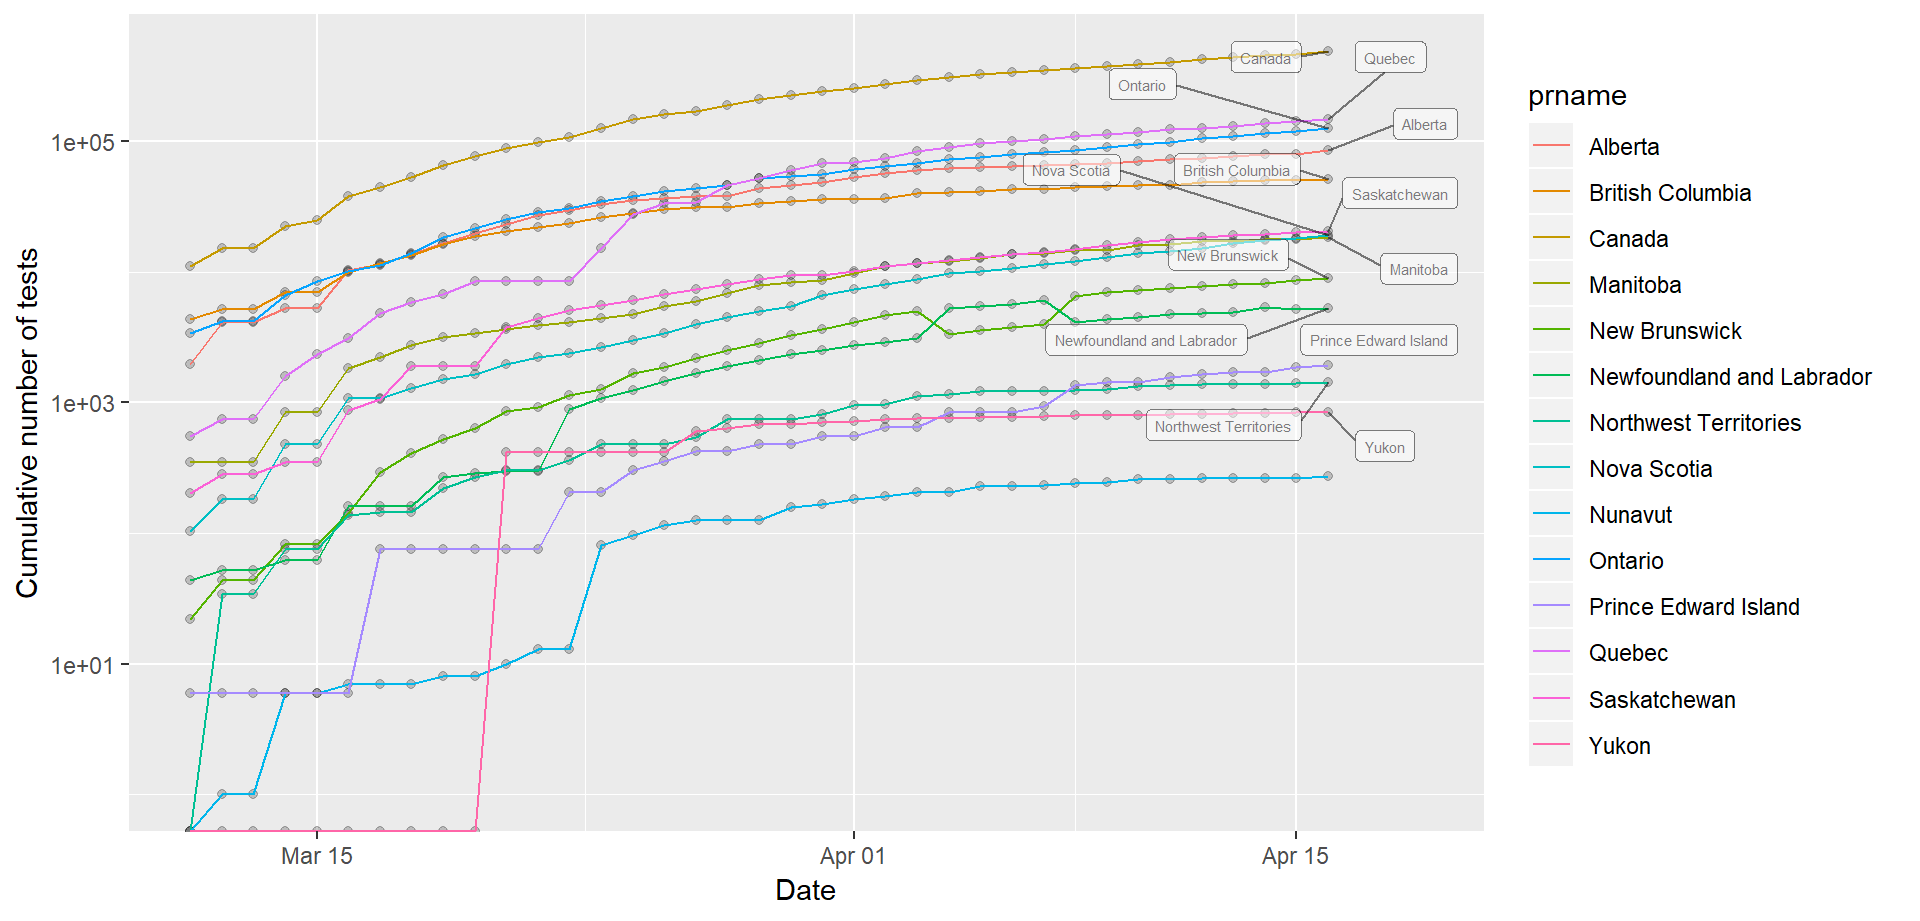 Cumulative number of tests
1e+05
1e+03
1e+01
Canada
Quebec
Ontario
Alberta
Nova Scotia
British Columbia
Saskatchewan
New Brunswick
Manitoba
Newfoundland and Labrador
Prince Edward Island
Northwest Territories
Yukon
Mar 15
Apr 01
Apr 15
Date
prname
Alberta
British Columbia
Canada
Manitoba
New Brunswick
Newfoundland and Labrador
Northwest Territories
Nova Scotia
Nunavut
Ontario
Prince Edward Island
Quebec
Saskatchewan
Yukon